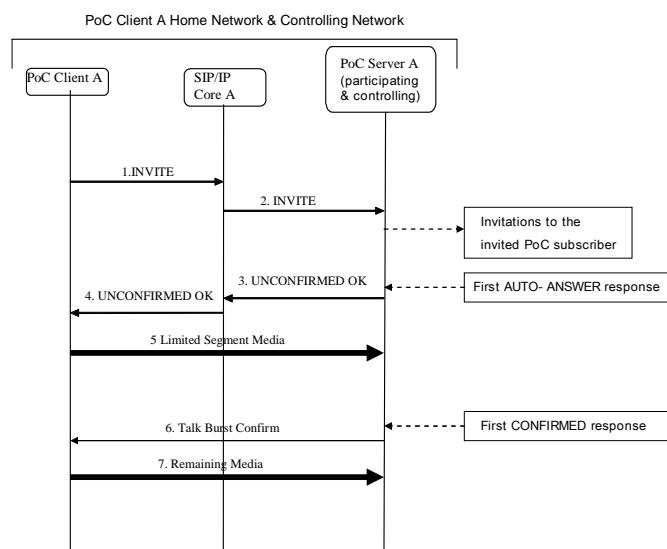 PoC Client A Home Network & Controlling Network
PoC Client A
SIP/IP
Core A
PoC Server A
(participating
& controlling)
1.INVITE
2. INVITE
Invitations to the
invited PoC subscriber
3. UNCONFIRMED OK
First AUTO- ANSWER response
4. UNCONFIRMED OK
5 Limited Segment Media
6. Talk Burst Confirm
First CONFIRMED response
7. Remaining Media